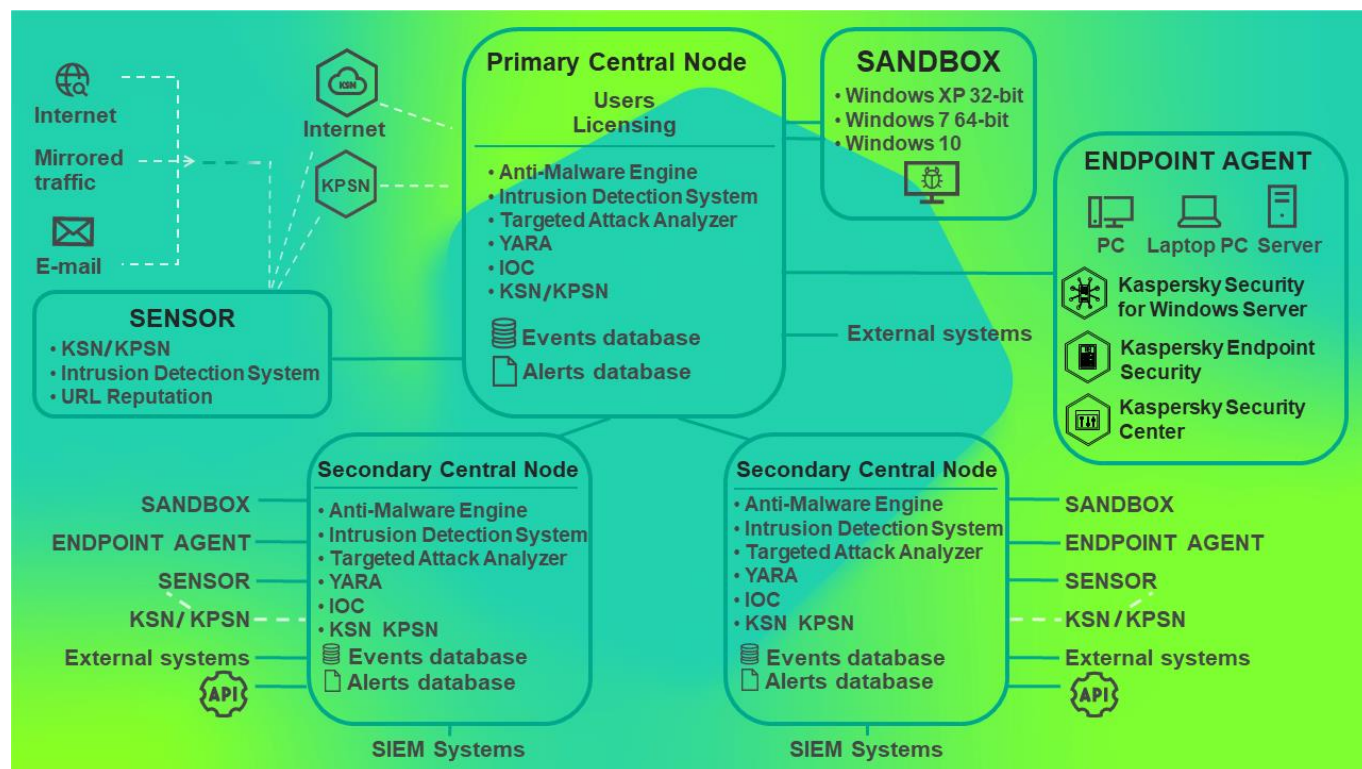 Internet
Mirrored
traffic
E-mail
KSN
Internet
KPSN
SENSOR
• KSN/KPSN
• Intrusion Detection System
• URL Reputation
Primary Central Node
Users
Licensing
• Anti-Malware Engine
• Intrusion Detection System
• Targeted Attack Analyzer
• YARA
• IOC
• KSN/KPSN
Events database
Alerts database
SANDBOX
• Windows XP 32-bit
• Windows 7 64-bit
• Windows 10
External systems
ENDPOINT AGENT
PC Laptop PC Server
Kaspersky Security
for Windows Server
Kaspersky Endpoint
Security
Kaspersky Security
Center
SANDBOX
ENDPOINT AGENT
SENSOR
KSN/KPSN
External systems
API
Secondary Central Node
• Anti-Malware Engine
• Intrusion Detection System
• Targeted Attack Analyzer
• YARA
• IOC
• KSN KPSN
Events database
Alerts database
SIEM Systems
Secondary Central Node
• Anti-Malware Engine
• Intrusion Detection System
• Targeted Attack Analyzer
• YARA
• IOC
• KSN KPSN
Events database
Alerts database
SIEM Systems
SANDBOX
ENDPOINT AGENT
SENSOR
KSN/KPSN
External systems
API